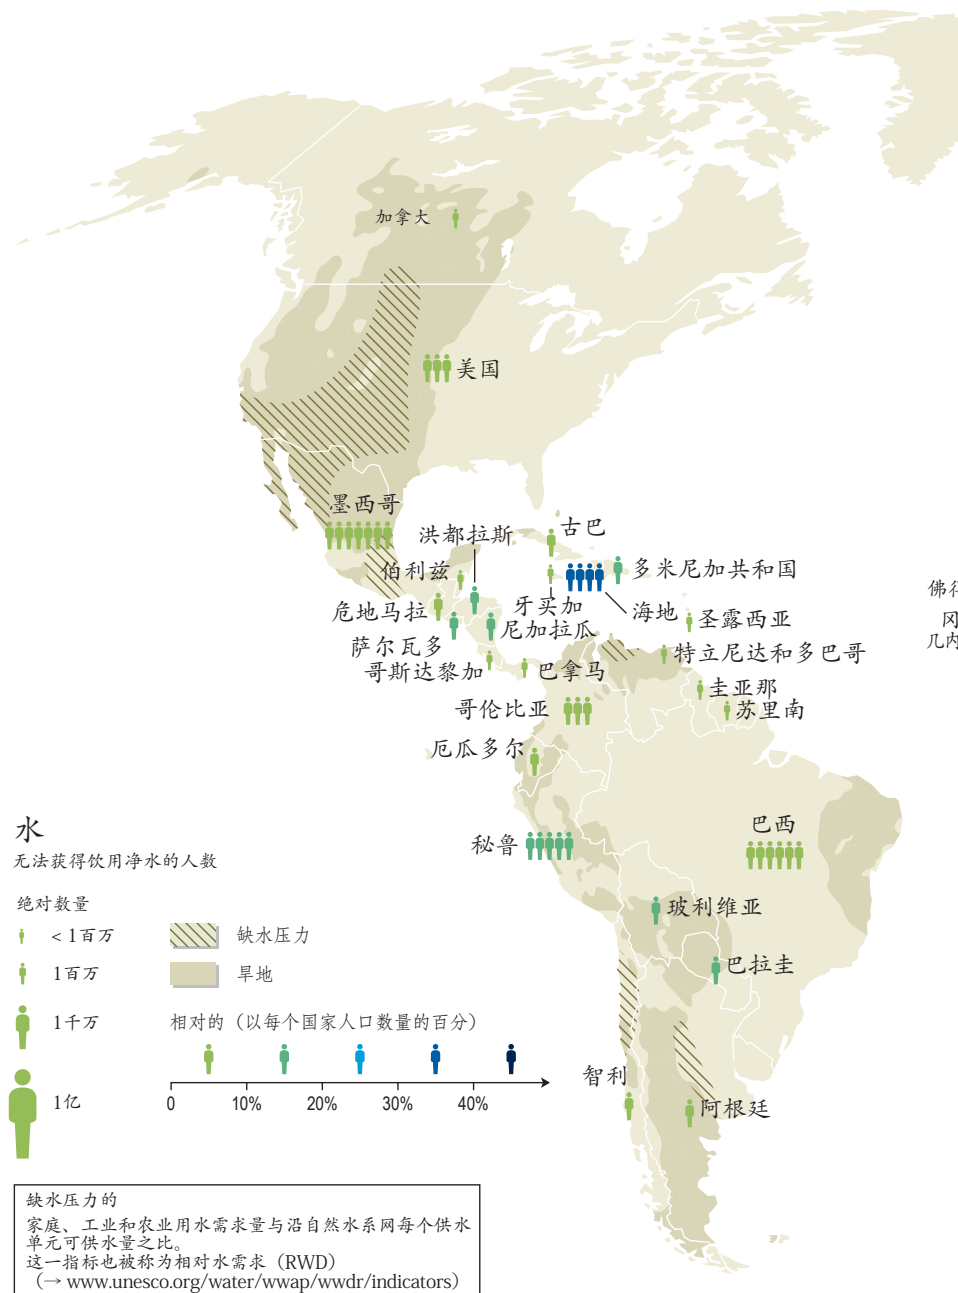 加拿大
美国
墨西哥
洪都拉斯
古巴
伯利兹
多米尼加共和国
危地马拉
牙买加
海地
圣露西亚
萨尔瓦多
尼加拉瓜
哥斯达黎加
巴拿马
特立尼达和多巴哥
圭亚那
哥伦比亚
苏里南
厄瓜多尔
秘鲁
巴西
玻利维亚
巴拉圭
智利
阿根廷
佛得
冈
几内
水
无法获得饮用净水的人数
绝对数量
< 1百万
1百万
1千万
1亿
缺水压力
旱地
相对的（以每个国家人口数量的百分）
0 10% 20% 30% 40%
缺水压力的
家庭、工业和农业用水需求量与沿自然水系网每个供水
单元可供水量之比。
这一指标也被称为相对水需求（RWD）
（→ www.unesco.org/water/wwap/wwdr/indicators）